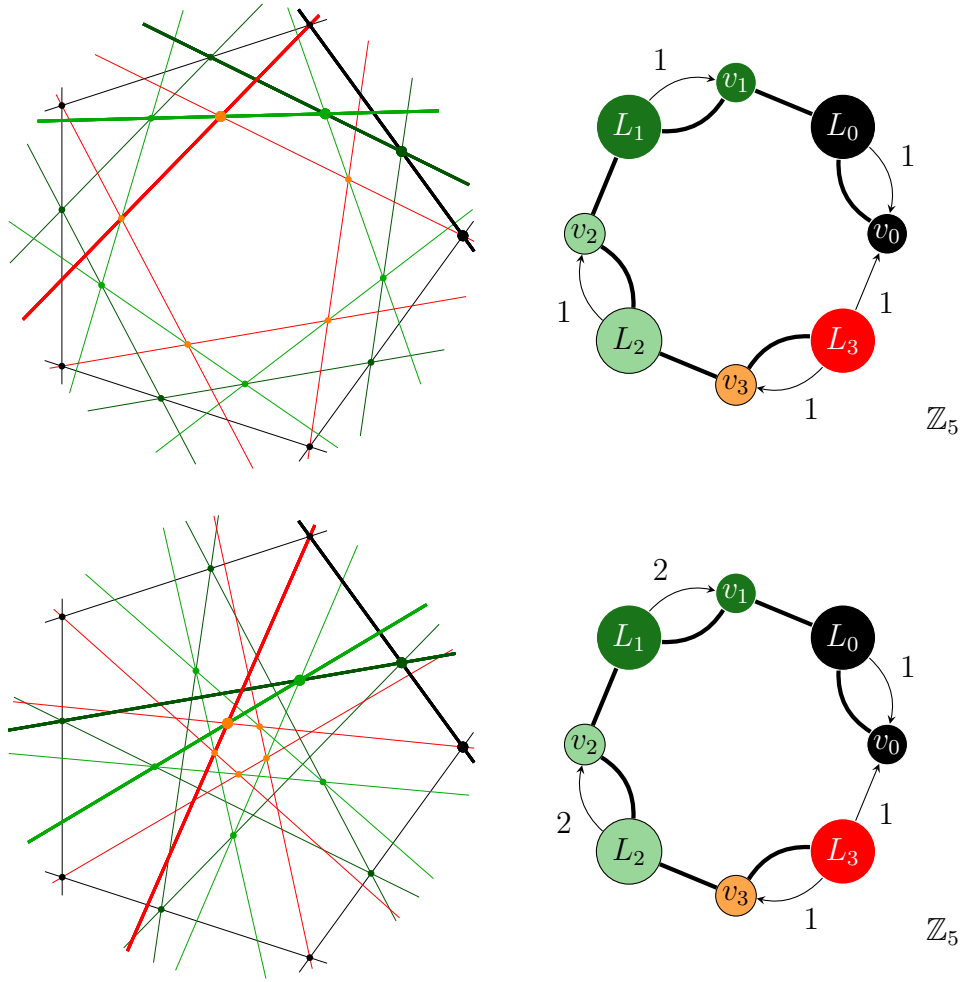 1
v₁
L₁ L₀
1
v₂ v₀
1 1
L₂ L₃
v₃
1
ℤ₅
2
v₁
L₁ L₀
1
v₂ v₀
2 1
L₂ L₃
v₃
1
ℤ₅